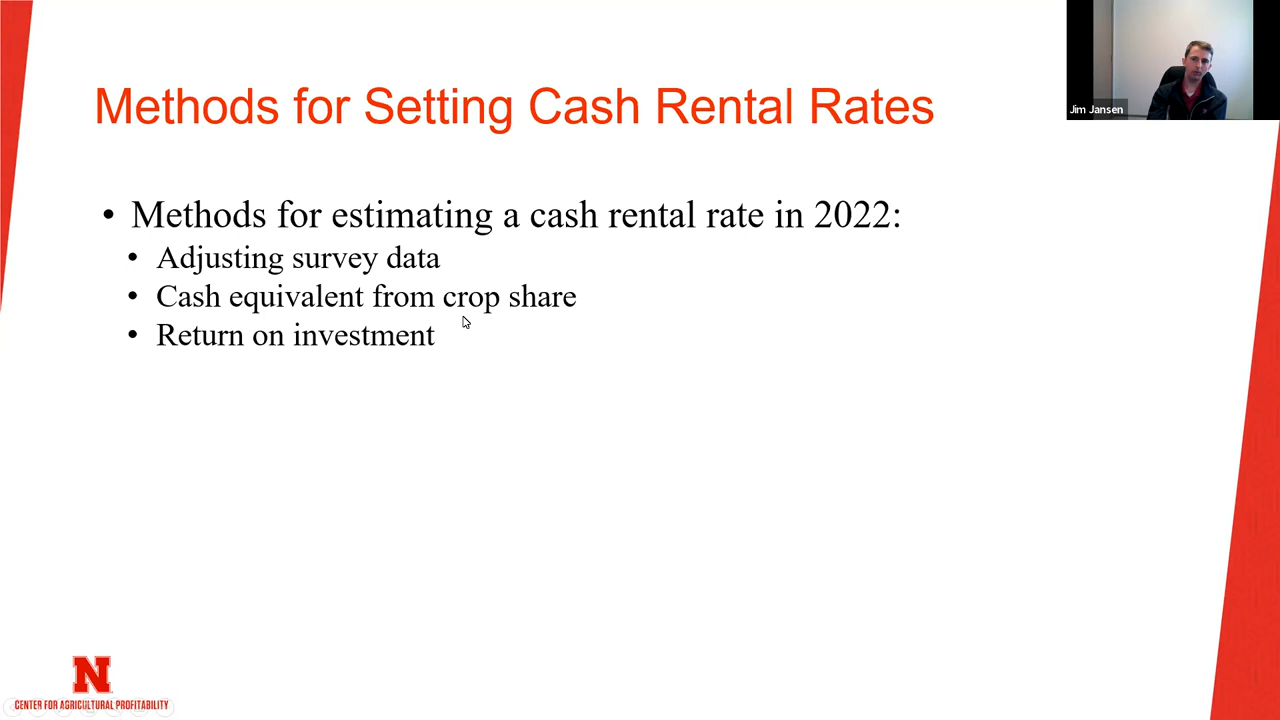 Methods for Setting Cash Rental Rates
Jim Jansen
• Methods for estimating a cash rental rate in 2022:
• Adjusting survey data
• Cash equivalent from crop share
• Return on investment
N
CENTER FOR AGRICULTURAL PROFITABILITY